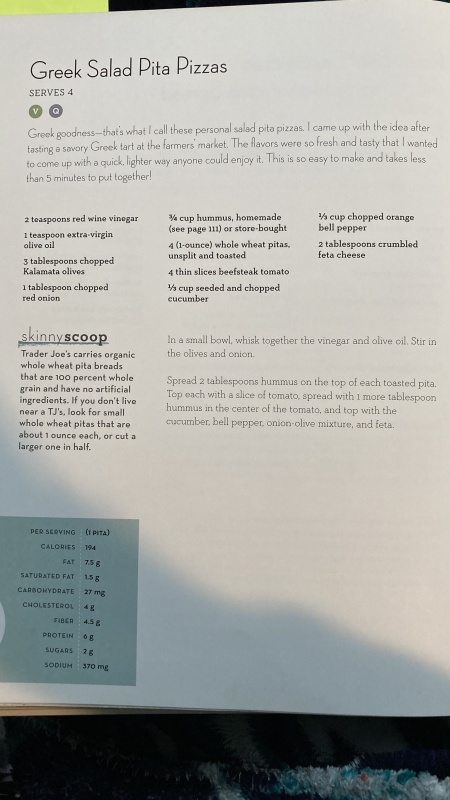 Greek Salad Pita Pizzas
SERVES 4
V Q
Greek goodness—that's what I call these personal salad pita pizzas. I came up with the idea after
tasting a savory Greek tart at the farmers' market. The flavors were so fresh and tasty that I wanted
to come up with a quick, lighter way anyone could enjoy it. This is so easy to make and takes less
than 5 minutes to put together!
2 teaspoons red wine vinegar
1 teaspoon extra-virgin
olive oil
3 tablespoons chopped
Kalamata olives
1 tablespoon chopped
red onion
¾ cup hummus, homemade
(see page 111) or store-bought
4 (1-ounce) whole wheat pitas,
unsplit and toasted
4 thin slices beefsteak tomato
⅓ cup seeded and chopped
cucumber
⅓ cup chopped orange
bell pepper
2 tablespoons crumbled
feta cheese
skinnyscoop
Trader Joe's carries organic
whole wheat pita breads
that are 100 percent whole
grain and have no artificial
ingredients. If you don't live
near a TJ's, look for small
whole wheat pitas that are
about 1 ounce each, or cut a
larger one in half.
In a small bowl, whisk together the vinegar and olive oil. Stir in
the olives and onion.
Spread 2 tablespoons hummus on the top of each toasted pita.
Top each with a slice of tomato, spread with 1 more tablespoon
hummus in the center of the tomato, and top with the
cucumber, bell pepper, onion-olive mixture, and feta.
PER SERVING (1 PITA)
CALORIES 194
FAT 7.5 g
SATURATED FAT 1.5 g
CARBOHYDRATE 27 mg
CHOLESTEROL 4 g
FIBER 4.5 g
PROTEIN 6 g
SUGARS 2 g
SODIUM 370 mg